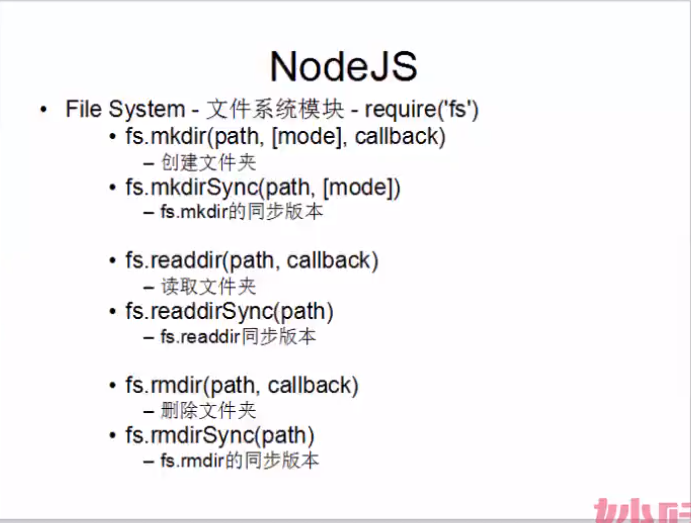 NodeJS
• File System - 文件系统模块 - require('fs')
• fs.mkdir(path, [mode], callback)
– 创建文件夹
• fs.mkdirSync(path, [mode])
– fs.mkdir的同步版本
• fs.readdir(path, callback)
– 读取文件夹
• fs.readdirSync(path)
– fs.readdir同步版本
• fs.rmdir(path, callback)
– 删除文件夹
• fs.rmdirSync(path)
– fs.rmdir的同步版本